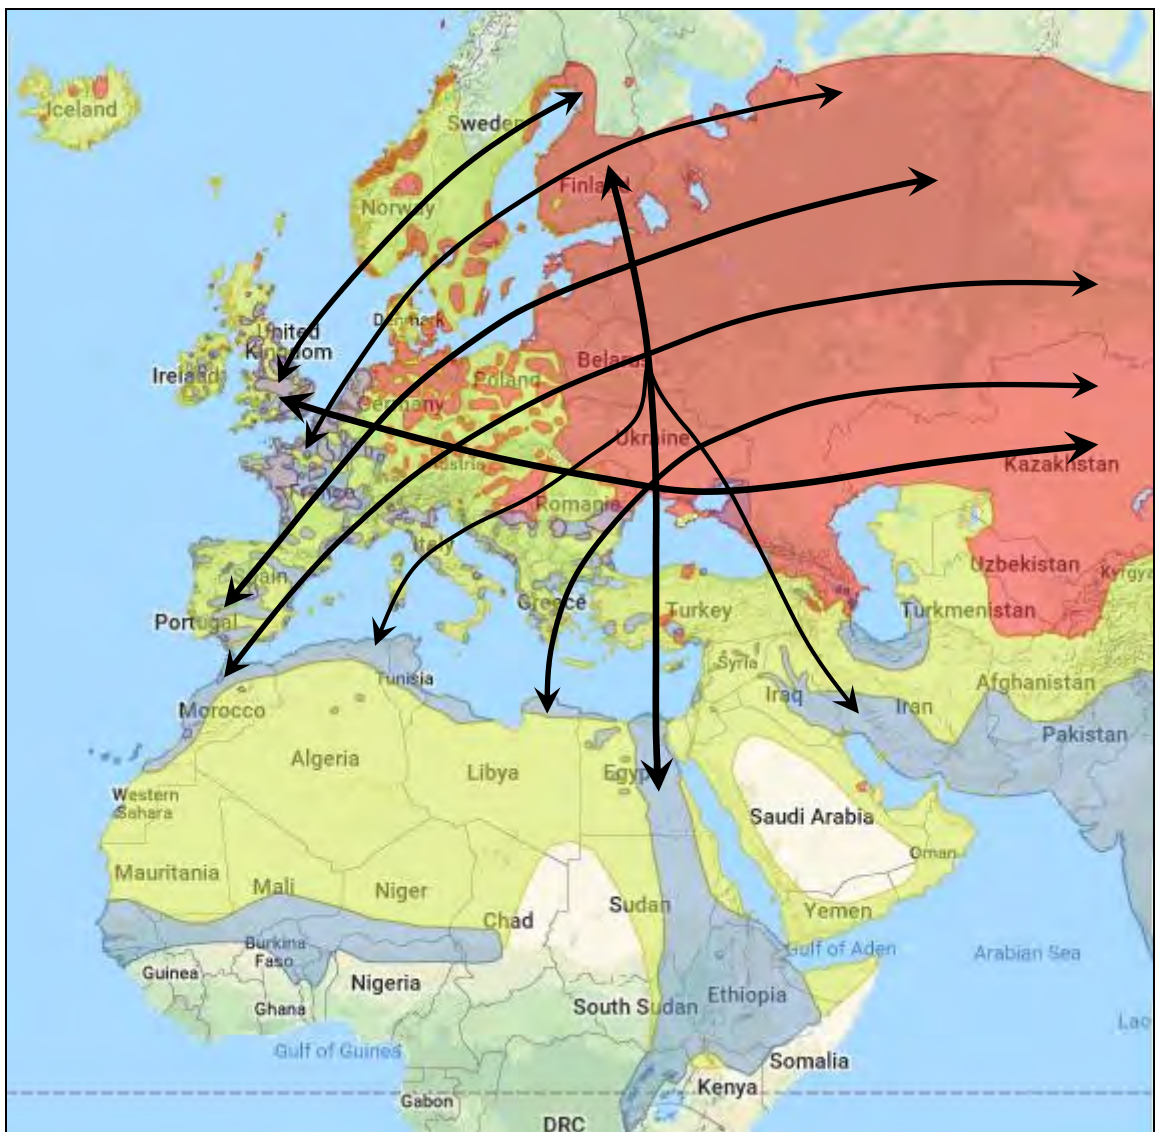 Iceland
Sweden
Finland
Norway
Denmark
United
Kingdom
Ireland
Belarus
Poland
Germany
Ukraine
Austria
Kazakhstan
France
Romania
Italy
Uzbekistan
Spain
Greece
Turkey
Turkmenistan
Portugal
Syria
Tunisia
Afghanistan
Iraq
Iran
Morocco
Pakistan
Algeria
Libya
Egypt
Western
Sahara
Saudi Arabia
Oman
Mauritania
Mali
Niger
Chad
Sudan
Yemen
Burkina
Faso
Gulf of Aden
Arabian Sea
Guinea
Nigeria
Ethiopia
Ghana
South Sudan
Gulf of Guinea
Somalia
Kenya
Gabon
DRC